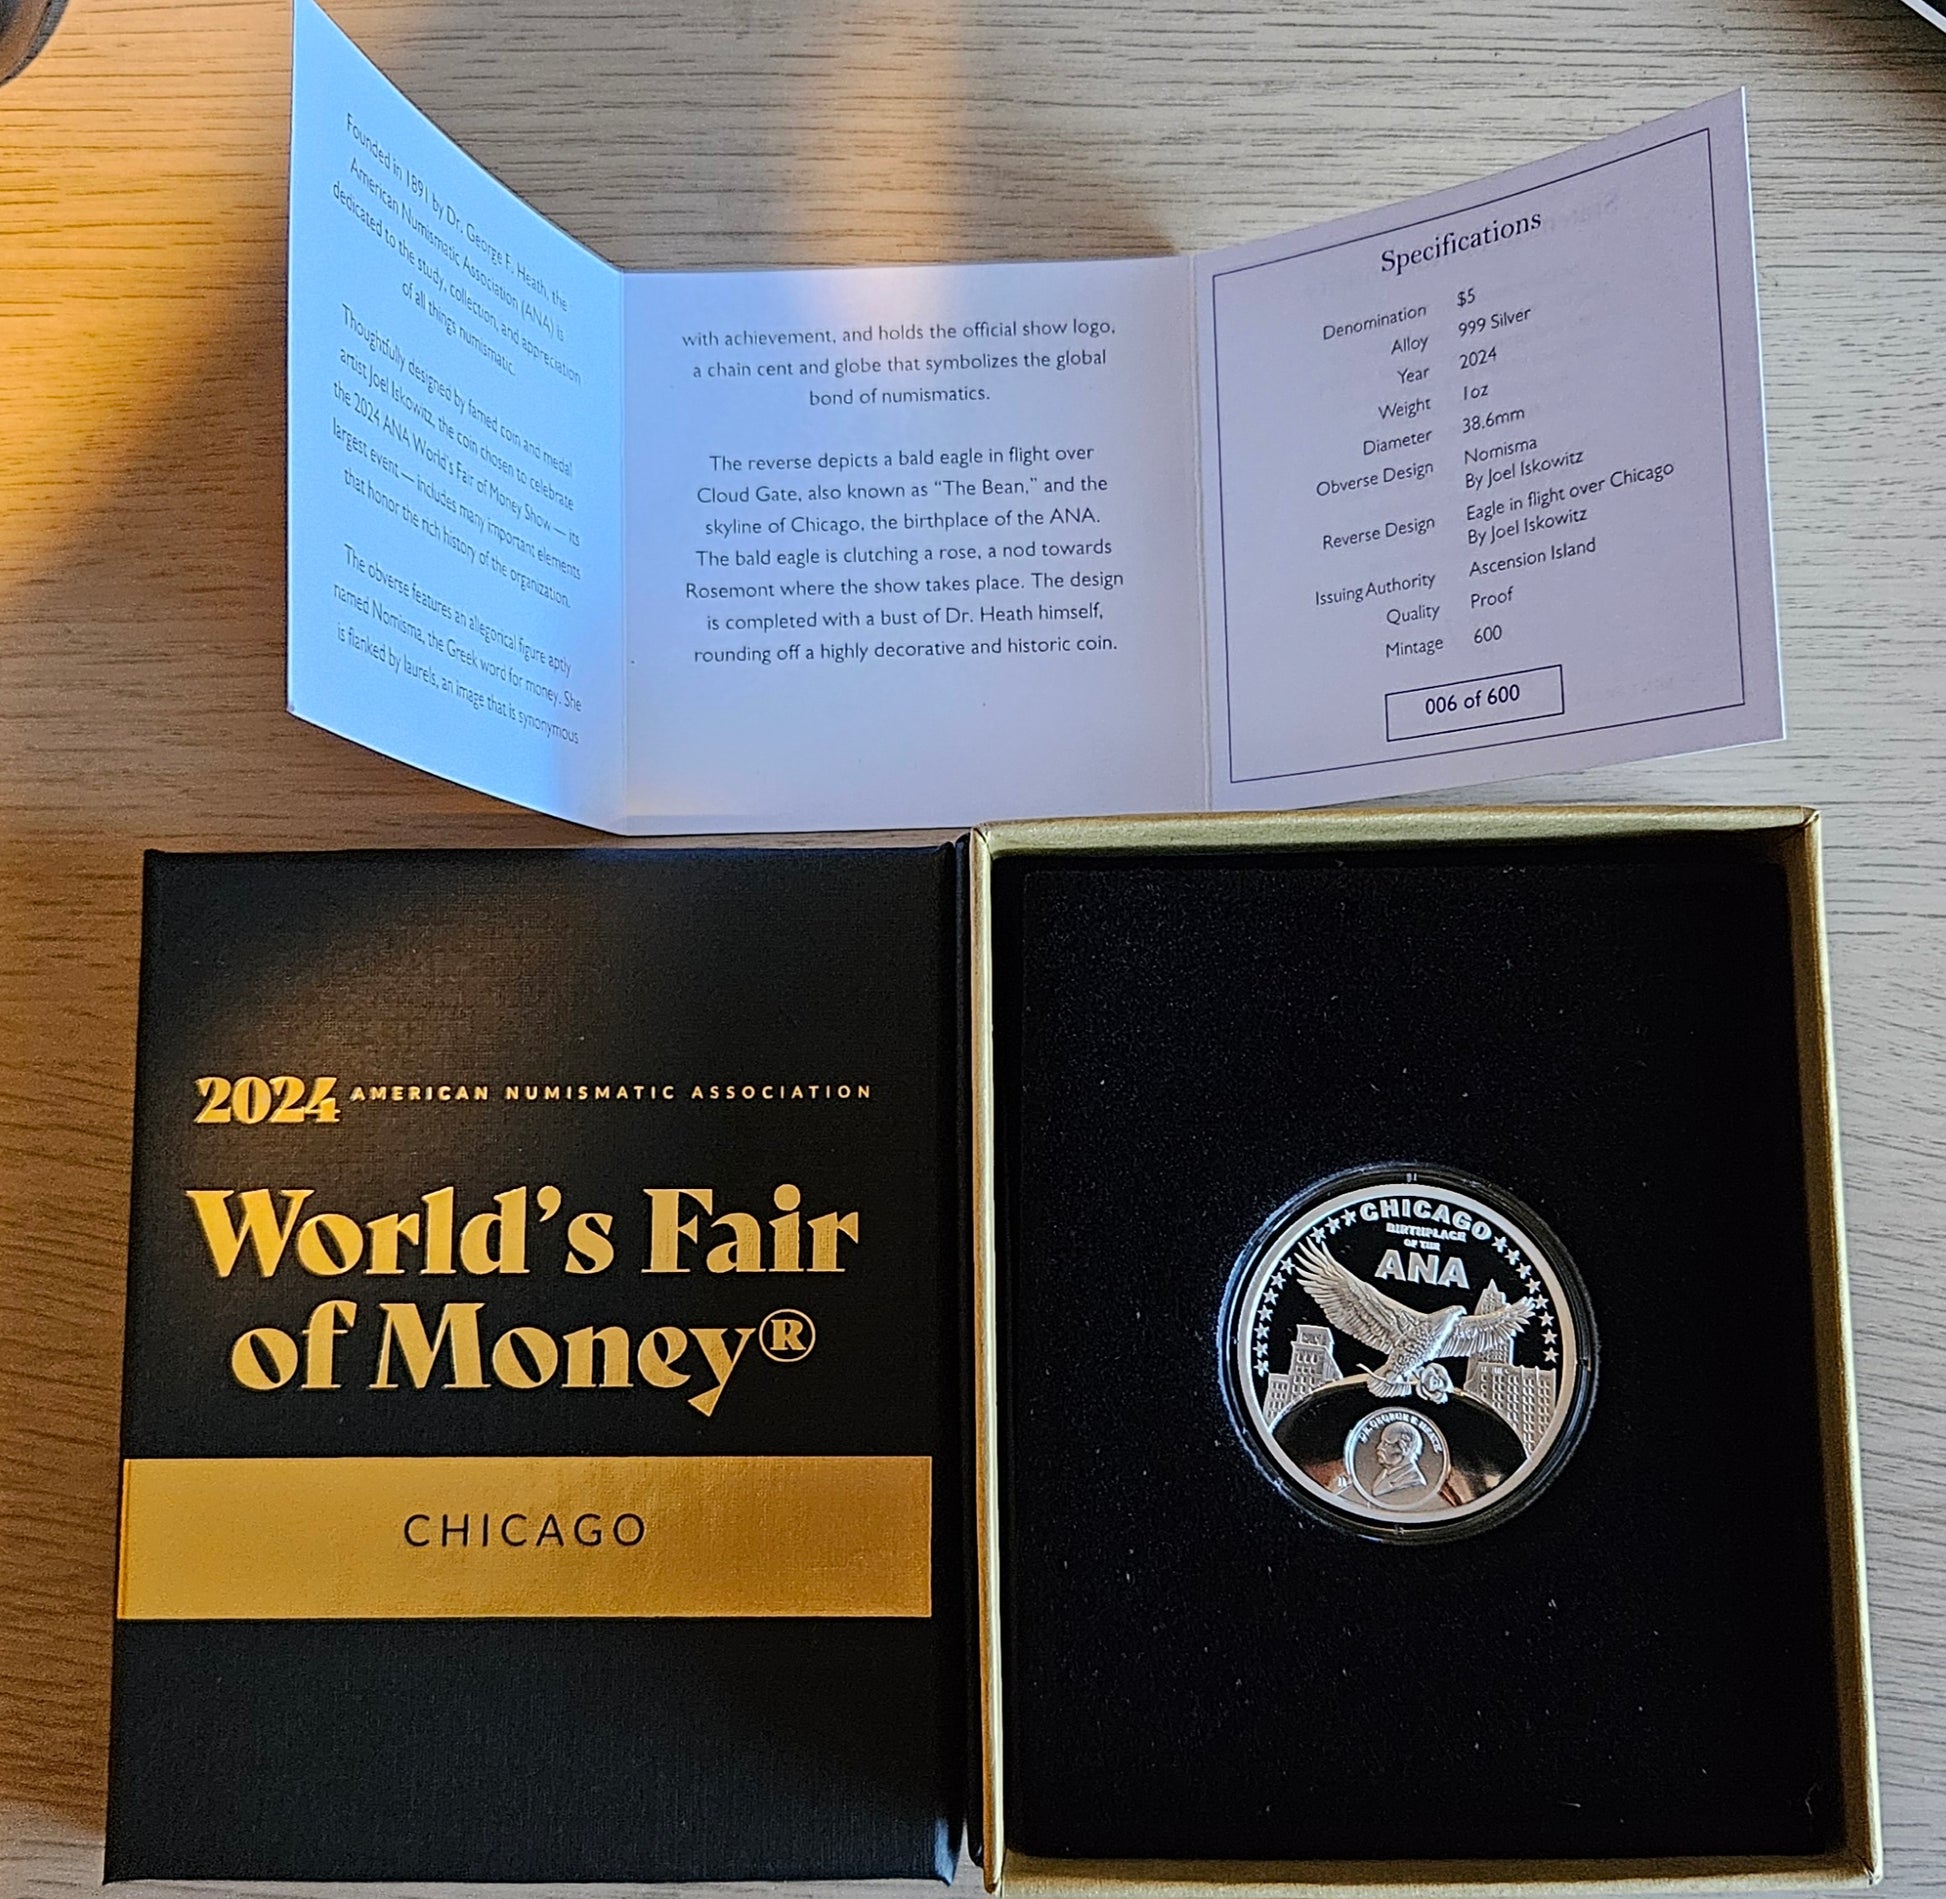 Founded in 1891 by Dr. George F. Heath, the
American Numismatic Association (ANA) is
dedicated to the study, collection, and appreciation
of all things numismatic.
Thoughtfully designed by famed coin and medal
artist Joel Iskowitz, the coin chosen to celebrate
the 2024 ANA World's Fair of Money Show — its
largest event — includes many important elements
that honor the rich history of the organization.
The obverse features an allegorical figure aptly
named Nomisma, the Greek word for money. She
is flanked by laurels, an image that is synonymous
with achievement, and holds the official show logo,
a chain cent and globe that symbolizes the global
bond of numismatics.
The reverse depicts a bald eagle in flight over
Cloud Gate, also known as “The Bean,” and the
skyline of Chicago, the birthplace of the ANA.
The bald eagle is clutching a rose, a nod towards
Rosemont where the show takes place. The design
is completed with a bust of Dr. Heath himself,
rounding off a highly decorative and historic coin.
Specifications
Denomination $5
Alloy 999 Silver
Year 2024
Weight 1oz
Diameter 38.6mm
Obverse Design Nomisma
By Joel Iskowitz
Reverse Design Eagle in flight over Chicago
By Joel Iskowitz
Issuing Authority Ascension Island
Quality Proof
Mintage 600
006 of 600
2024 AMERICAN NUMISMATIC ASSOCIATION
World's Fair
of Money®
CHICAGO
CHICAGO
BIRTHPLACE
OF THE
ANA
DR. GEORGE F. HEATH